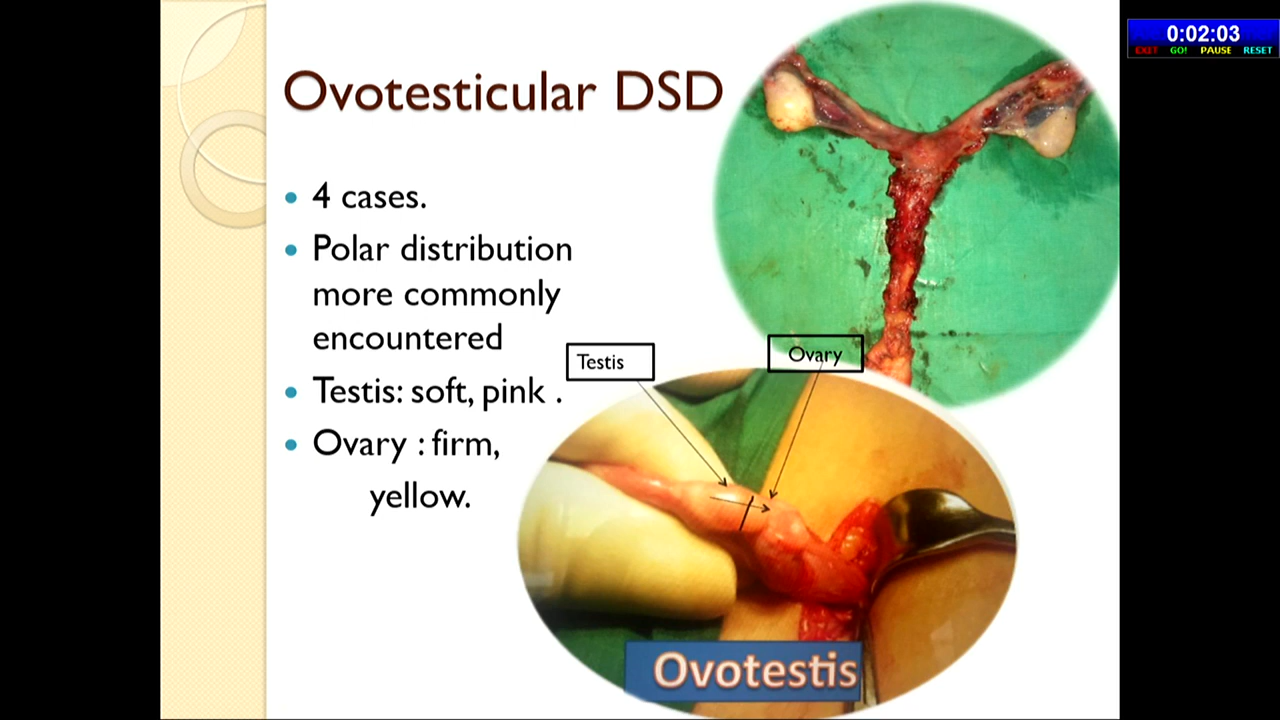 0:02:03
EXIT GO! PAUSE RESET
Ovotesticular DSD
4 cases.
Polar distribution
more commonly
encountered
Testis: soft, pink .
Ovary : firm,
yellow.
Testis
Ovary
Ovotestis